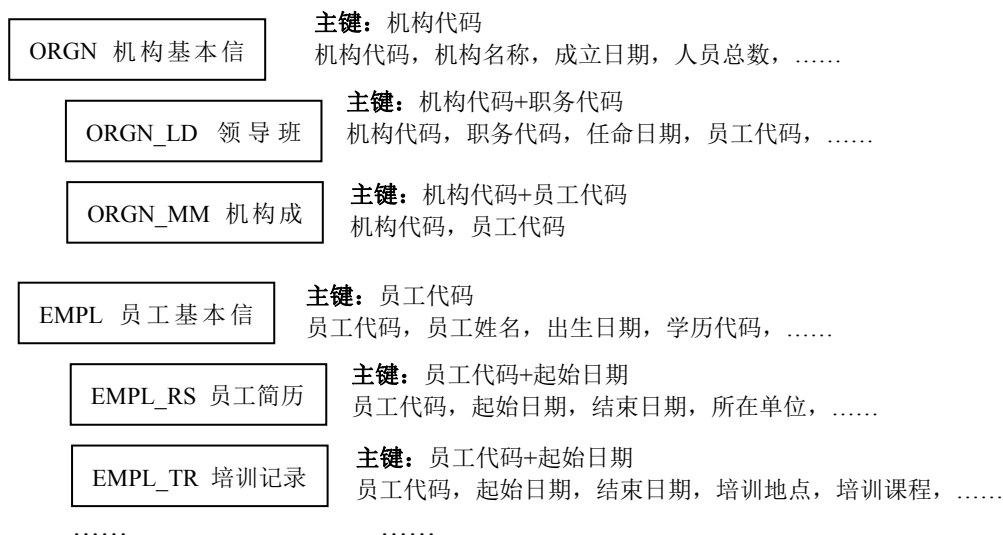 主键：机构代码
ORGN 机构基本信
机构代码，机构名称，成立日期，人员总数，……
主键：机构代码+职务代码
ORGN_LD 领导班
机构代码，职务代码，任命日期，员工代码，……
主键：机构代码+员工代码
ORGN_MM 机构成
机构代码，员工代码
主键：员工代码
EMPL 员工基本信
员工代码，员工姓名，出生日期，学历代码，……
主键：员工代码+起始日期
EMPL_RS 员工简历
员工代码，起始日期，结束日期，所在单位，……
主键：员工代码+起始日期
EMPL_TR 培训记录
员工代码，起始日期，结束日期，培训地点，培训课程，……
…… ……